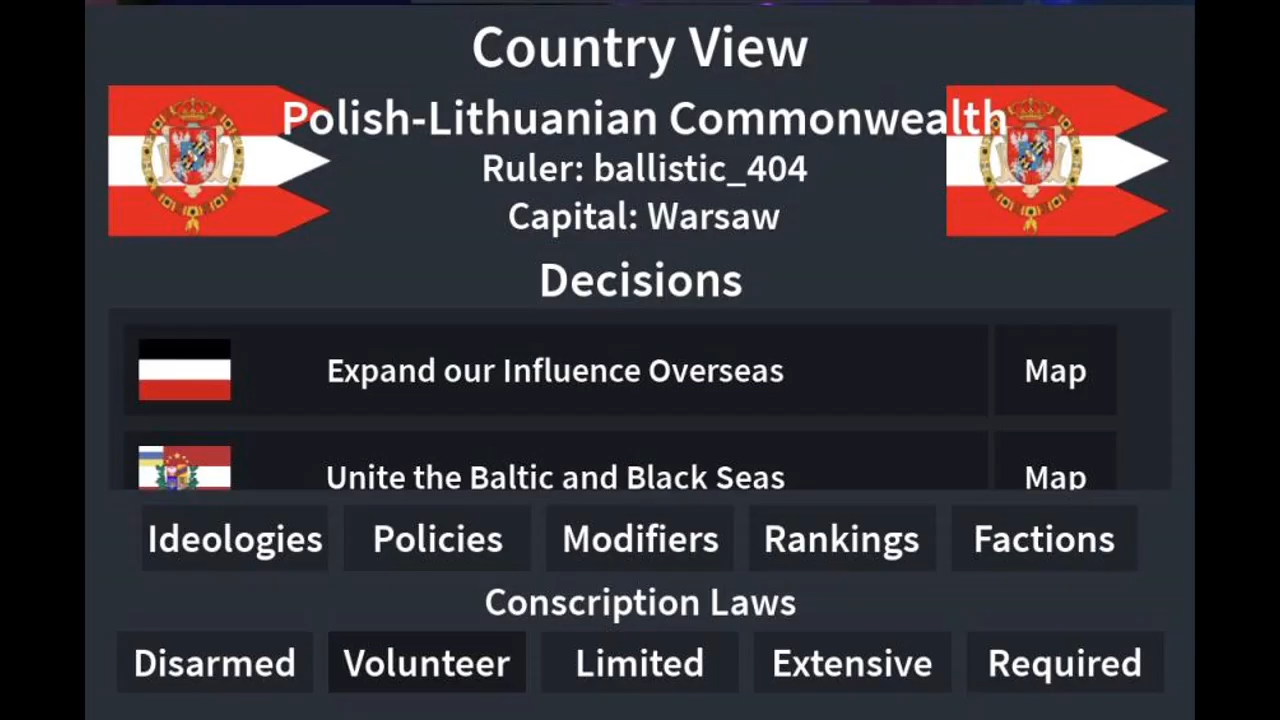 Country View
Polish-Lithuanian Commonwealth
Ruler: ballistic_404
Capital: Warsaw
Decisions
Expand our Influence Overseas Map
Unite the Baltic and Black Seas Map
Ideologies Policies Modifiers Rankings Factions
Conscription Laws
Disarmed Volunteer Limited Extensive Required